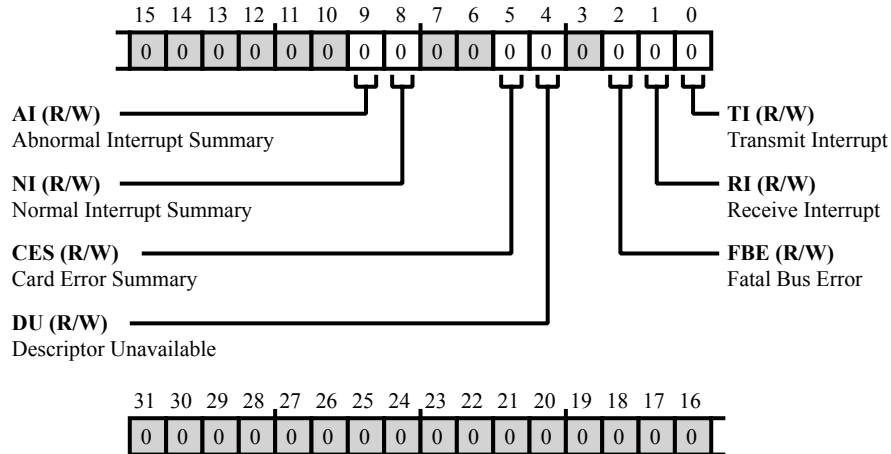 15 14 13 12 11 10 9 8 7 6 5 4 3 2 1 0
0 0 0 0 0 0 0 0 0 0 0 0 0 0 0 0
AI (R/W)
Abnormal Interrupt Summary
TI (R/W)
Transmit Interrupt
NI (R/W)
Normal Interrupt Summary
RI (R/W)
Receive Interrupt
CES (R/W)
Card Error Summary
FBE (R/W)
Fatal Bus Error
DU (R/W)
Descriptor Unavailable
31 30 29 28 27 26 25 24 23 22 21 20 19 18 17 16
0 0 0 0 0 0 0 0 0 0 0 0 0 0 0 0